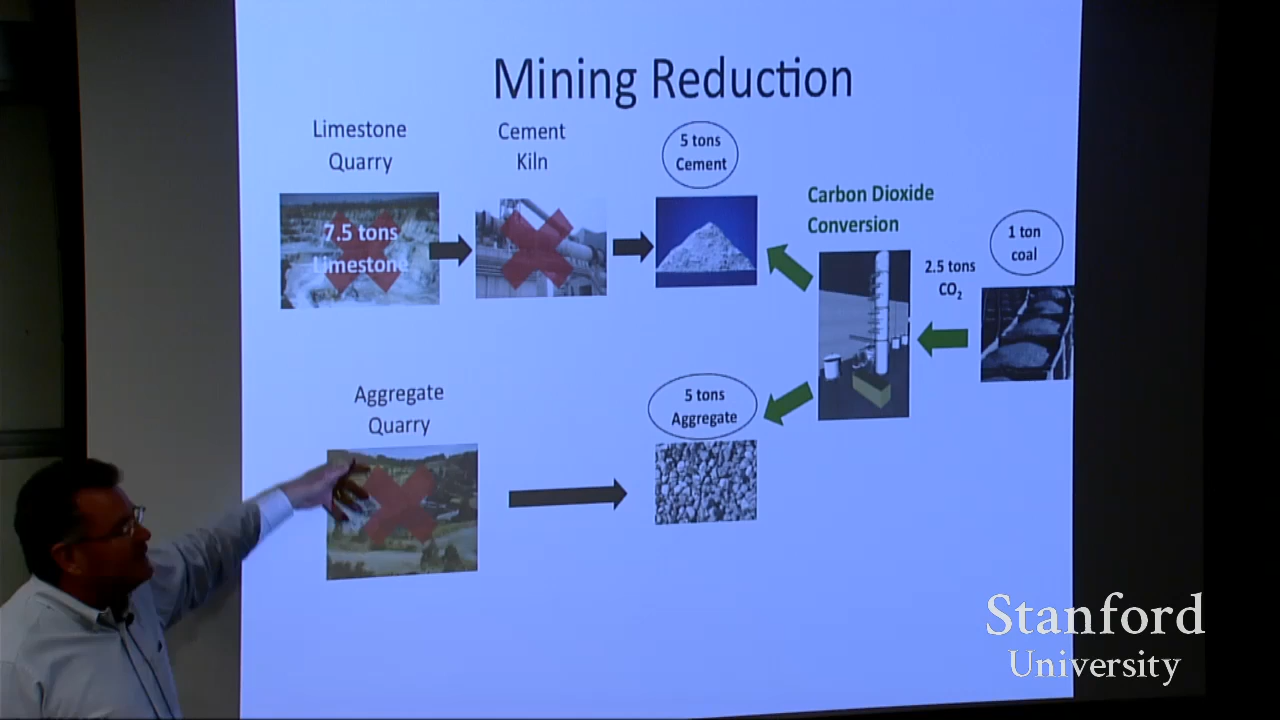 Mining Reduction
Limestone
Quarry
Cement
Kiln
5 tons
Cement
7.5 tons
Limestone
Carbon Dioxide
Conversion
1 ton
coal
2.5 tons
CO₂
Aggregate
Quarry
5 tons
Aggregate
Stanford
University